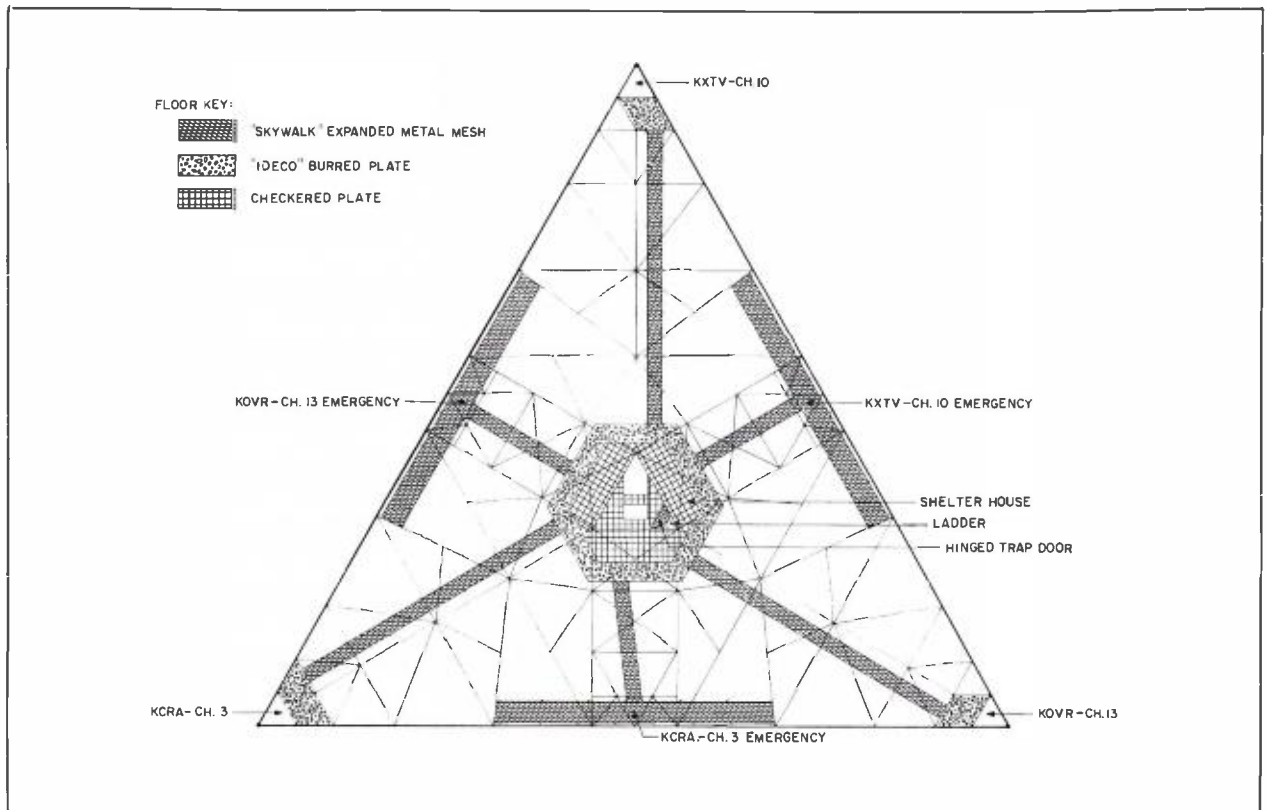 KXTV-CH. 10
FLOOR KEY:
"SKYWALK" EXPANDED METAL MESH
"IDECO" BURRED PLATE
CHECKERED PLATE
KOVR-CH. 13 EMERGENCY
KXTV-CH. 10 EMERGENCY
SHELTER HOUSE
LADDER
HINGED TRAP DOOR
KCRA-CH. 3
KOVR-CH. 13
KCRA-CH. 3 EMERGENCY